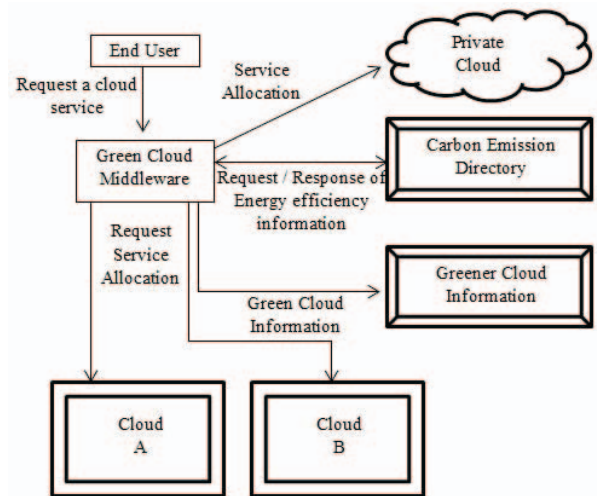 End User
Request a cloud
service
Private
Cloud
Service
Allocation
Green Cloud
Middleware
Carbon Emission
Directory
Request / Response of
Energy efficiency
information
Request
Service
Allocation
Greener Cloud
Information
Green Cloud
Information
Cloud
A
Cloud
B